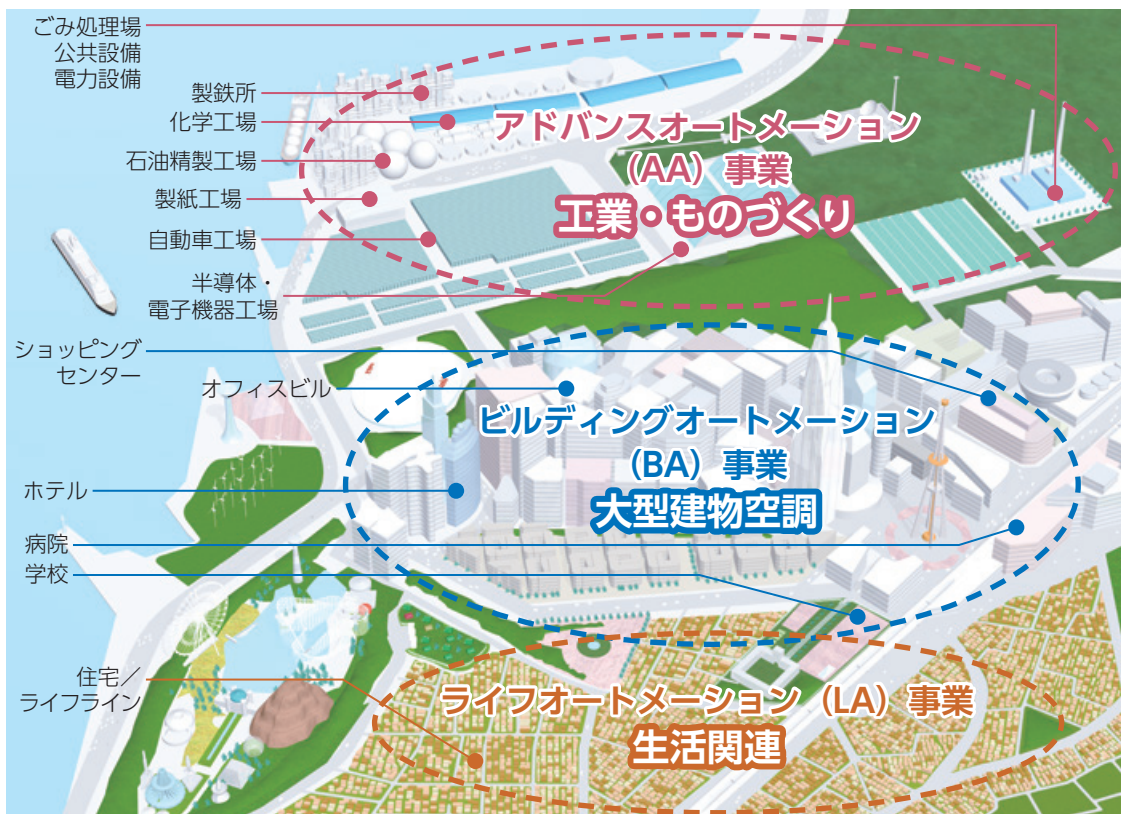 ごみ処理場
公共設備
電力設備
製鉄所
化学工場
石油精製工場
製紙工場
自動車工場
半導体・
電子機器工場
アドバンスオートメーション
（AA）事業
工業・ものづくり
ショッピング
センター
オフィスビル
ホテル
病院
学校
ビルディングオートメーション
（BA）事業
大型建物空調
住宅／
ライフライン
ライフオートメーション（LA）事業
生活関連